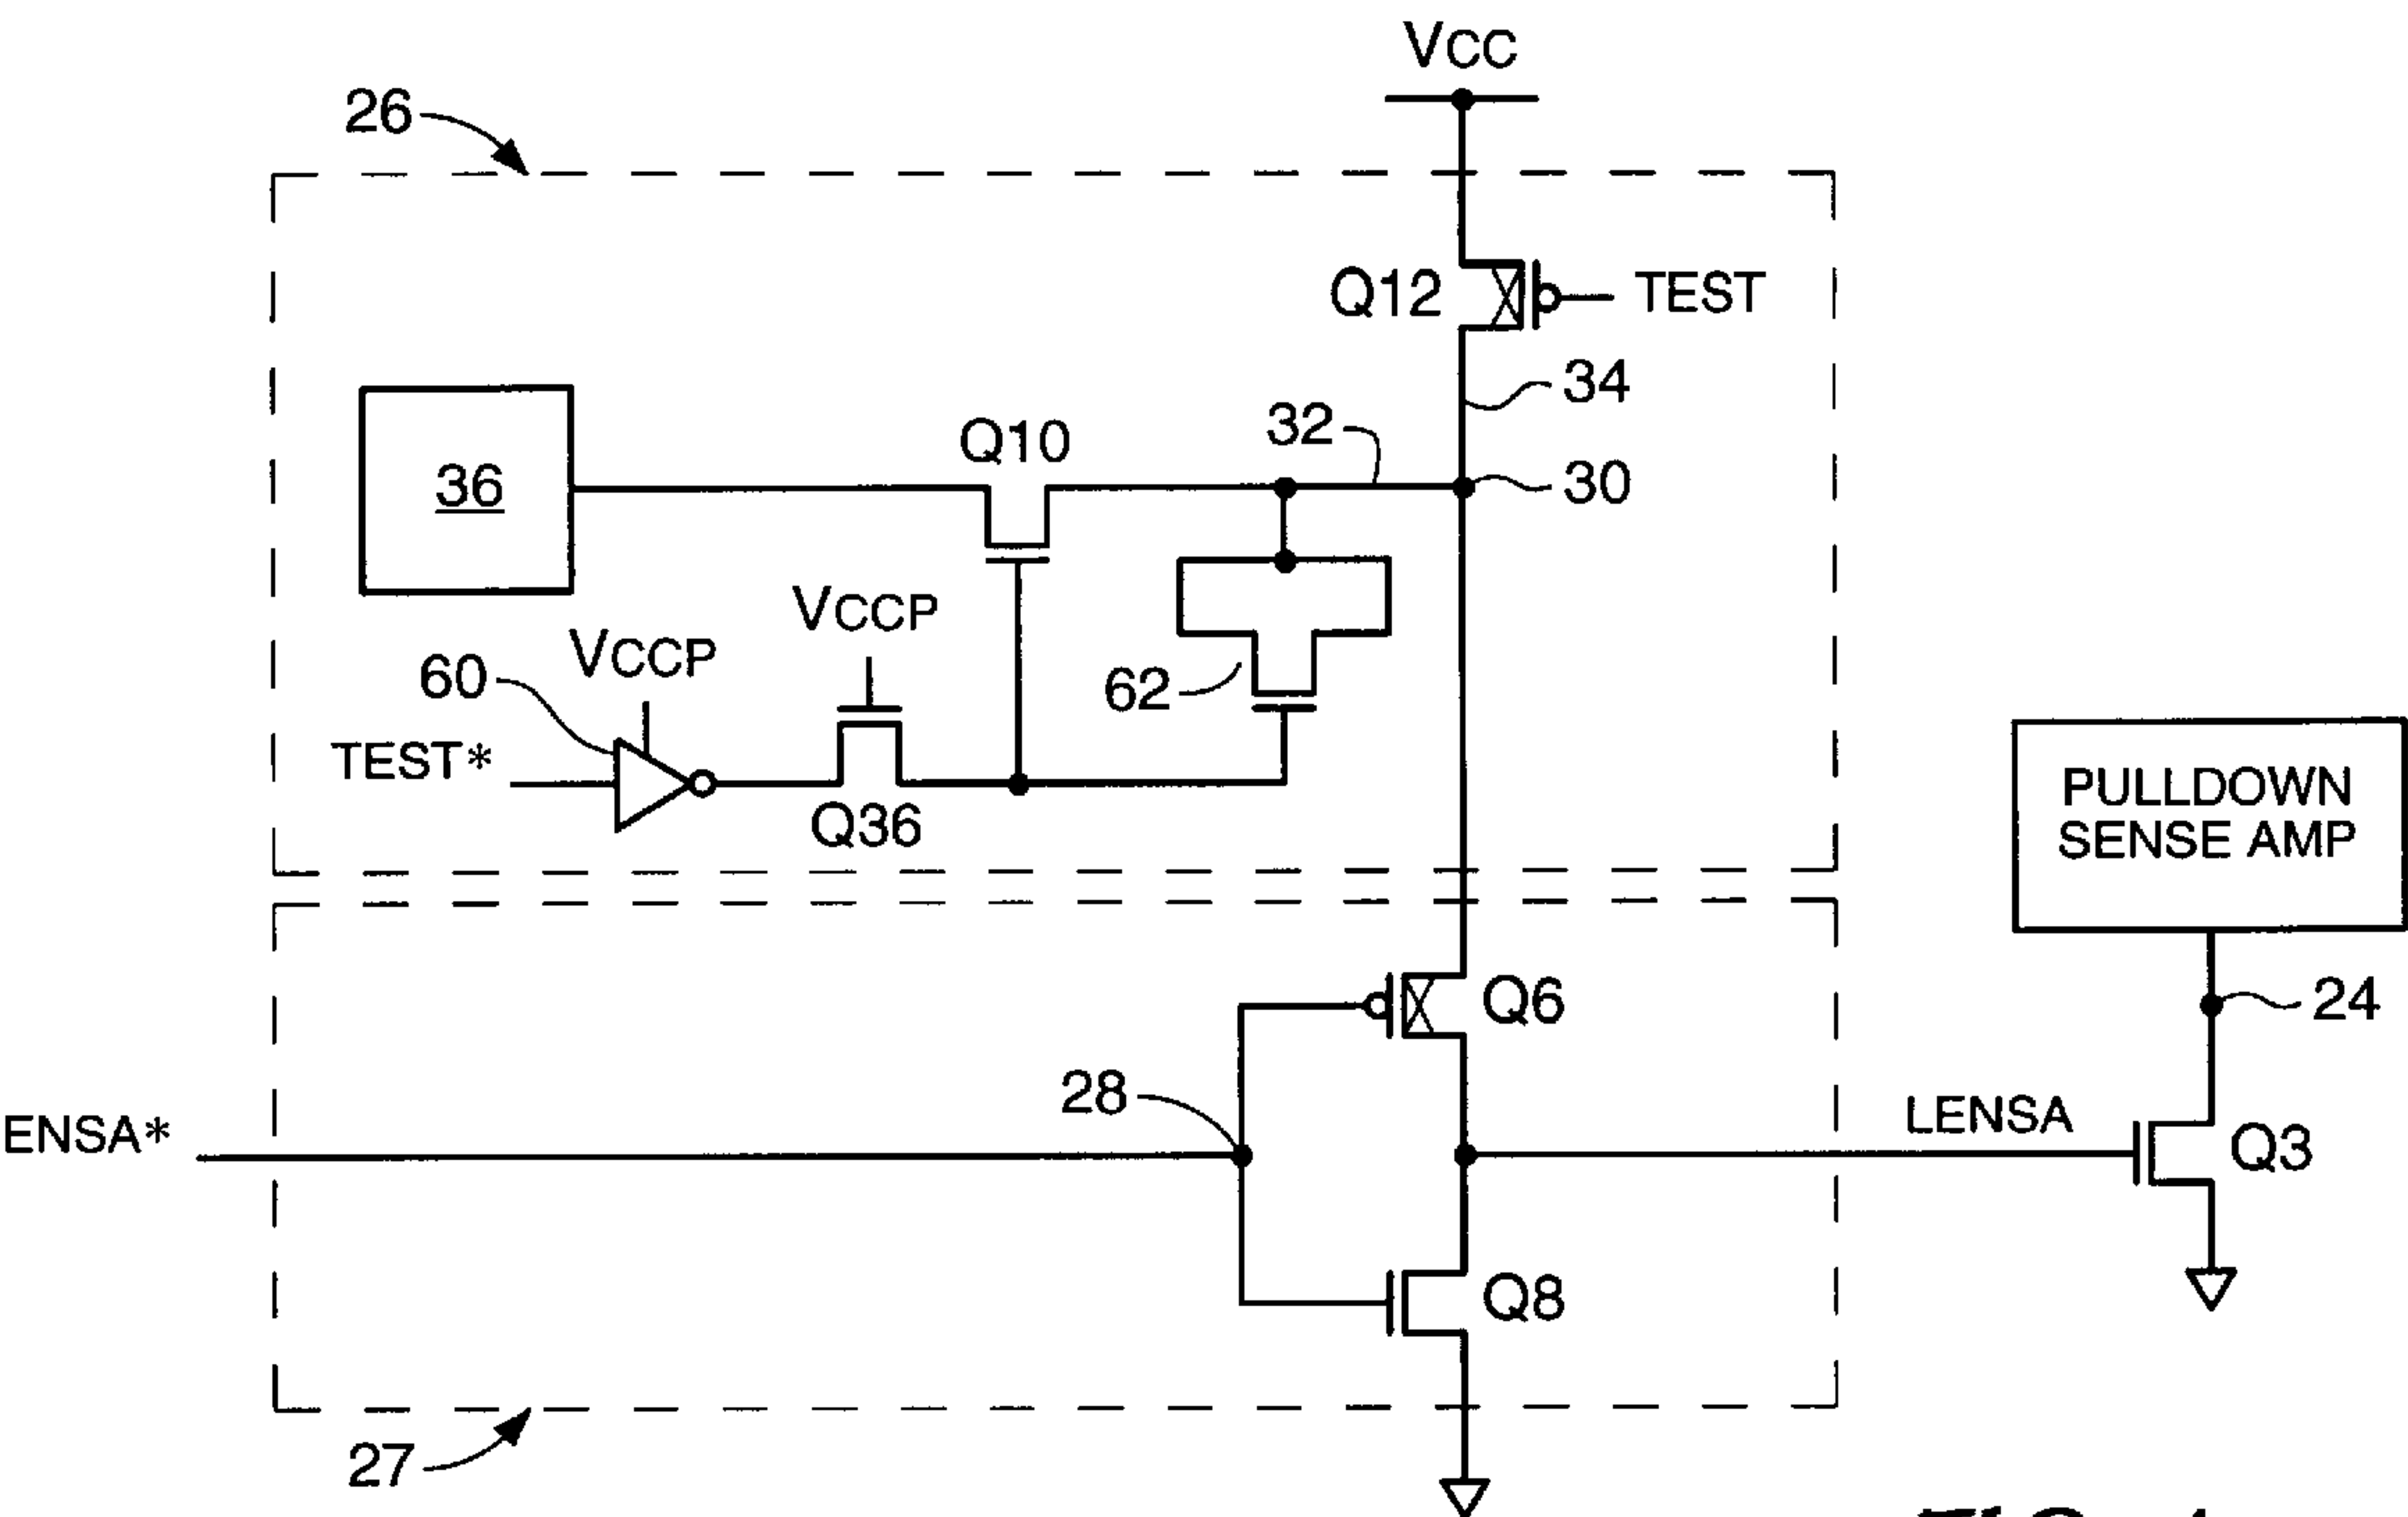 VCC
26
Q12
TEST
34
32
Q10
30
36
VCCP
VCCP
60
62
TEST*
Q36
PULLDOWN
SENSE AMP
Q6
24
28
ENSA*
LENSA
Q3
Q8
27